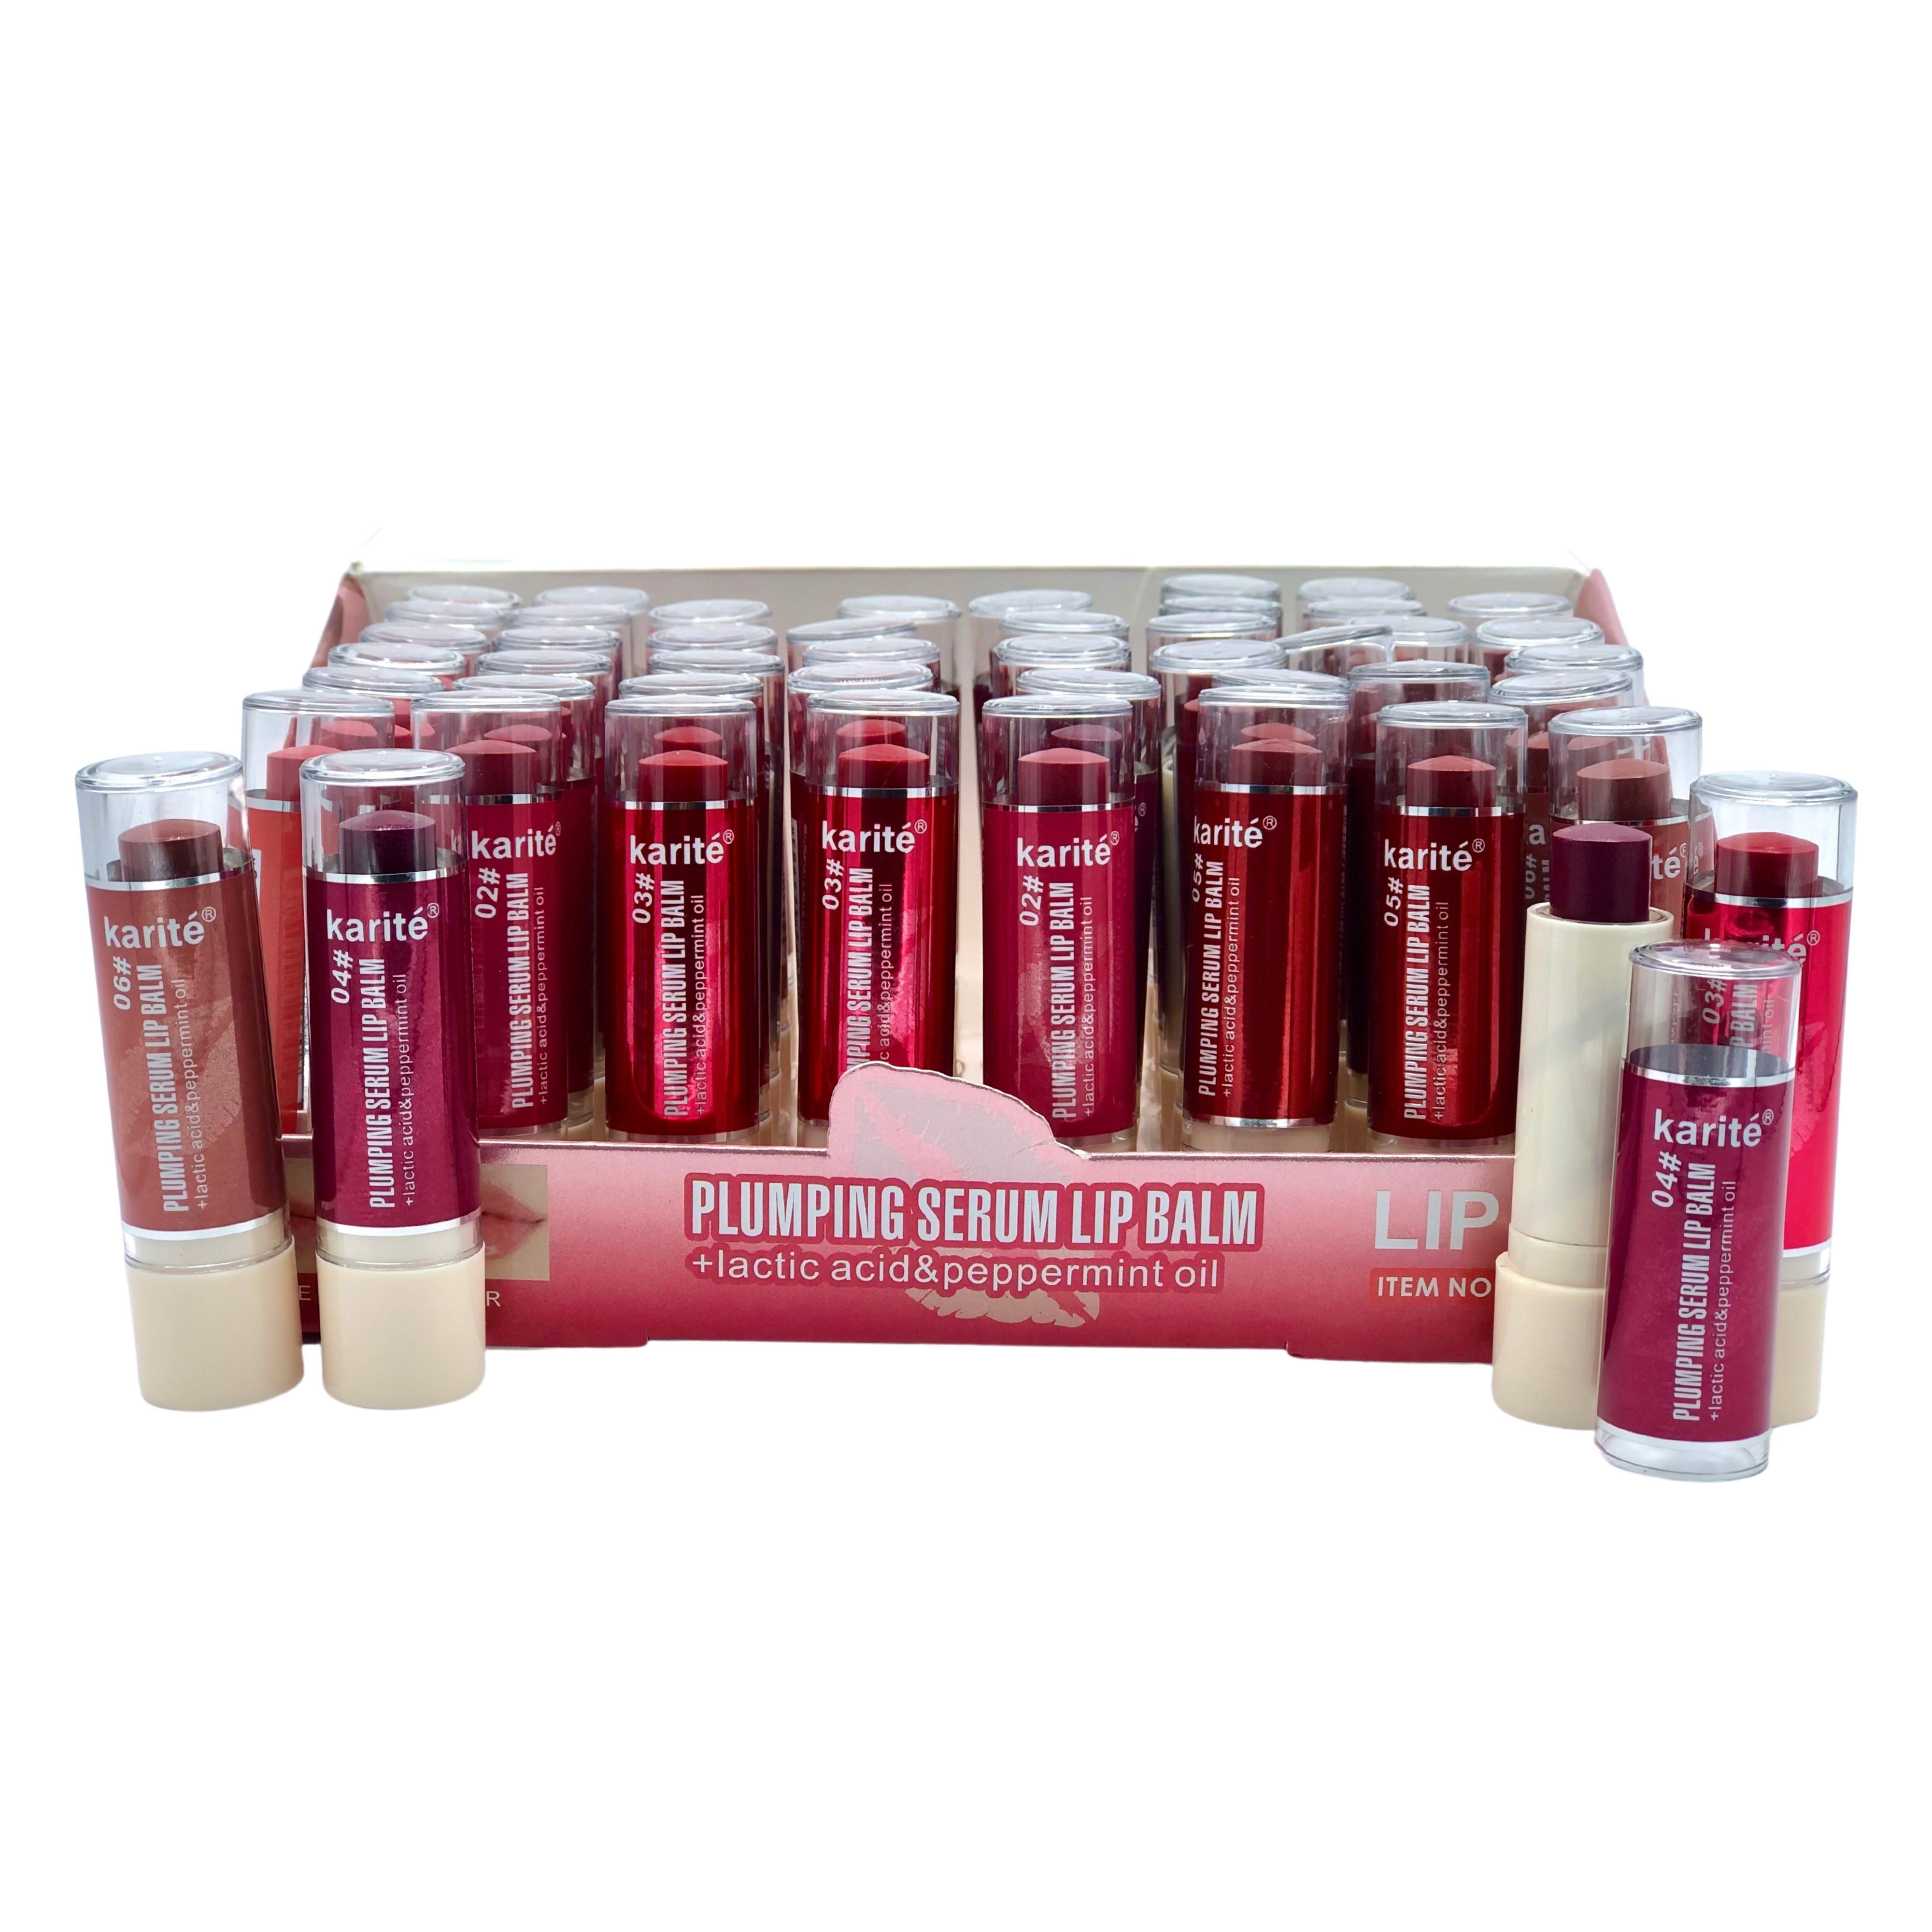 karité®
06#
PLUMPING SERUM LIP BALM
+lactic acid&peppermint oil
karité®
04#
PLUMPING SERUM LIP BALM
+lactic acid&peppermint oil
karité®
02#
PLUMPING SERUM LIP BALM
+lactic acid&peppermint oil
karité®
03#
PLUMPING SERUM LIP BALM
+lactic acid&peppermint oil
karité®
03#
PLUMPING SERUM LIP BALM
acid&peppermint oil
karité®
02#
PLUMPING SERUM LIP BALM
+lactic acid&peppermint oil
karité®
05#
PLUMPING SERUM LIP BALM
+lactic acid&peppermint oil
karité®
05#
PLUMPING SERUM LIP BALM
+lactic acid&peppermint oil
06#
03#
BALM
karité®
04#
PLUMPING SERUM LIP BALM
+lactic acid&peppermint oil
PLUMPING SERUM LIP BALM
+lactic acid&peppermint oil
LIP
ITEM NO